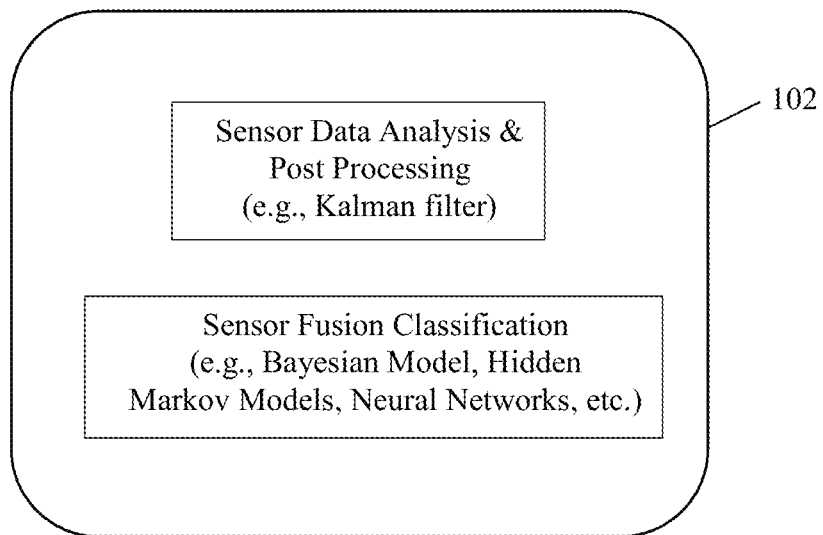 102
Sensor Data Analysis &
Post Processing
(e.g., Kalman filter)
Sensor Fusion Classification
(e.g., Bayesian Model, Hidden
Markov Models, Neural Networks, etc.)